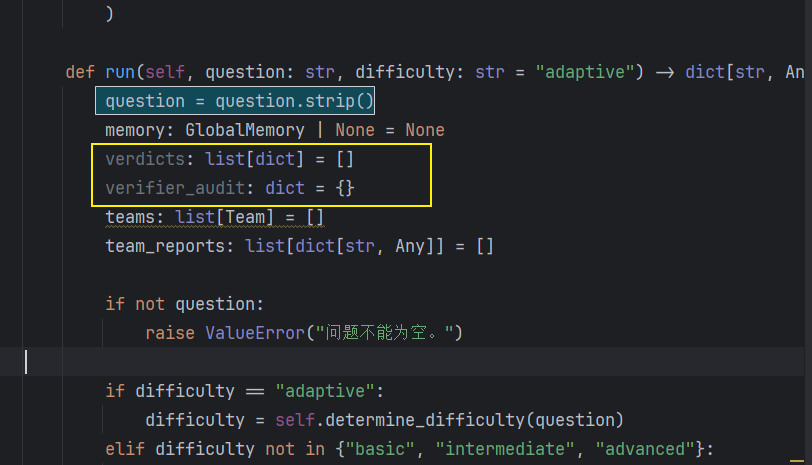 )
def run(self, question: str, difficulty: str = "adaptive") -> dict[str, An
question = question.strip()
memory: GlobalMemory | None = None
verdicts: list[dict] = []
verifier_audit: dict = {}
teams: list[Team] = []
team_reports: list[dict[str, Any]] = []
if not question:
raise ValueError("问题不能为空。")
if difficulty == "adaptive":
difficulty = self.determine_difficulty(question)
elif difficulty not in {"basic", "intermediate", "advanced"}: